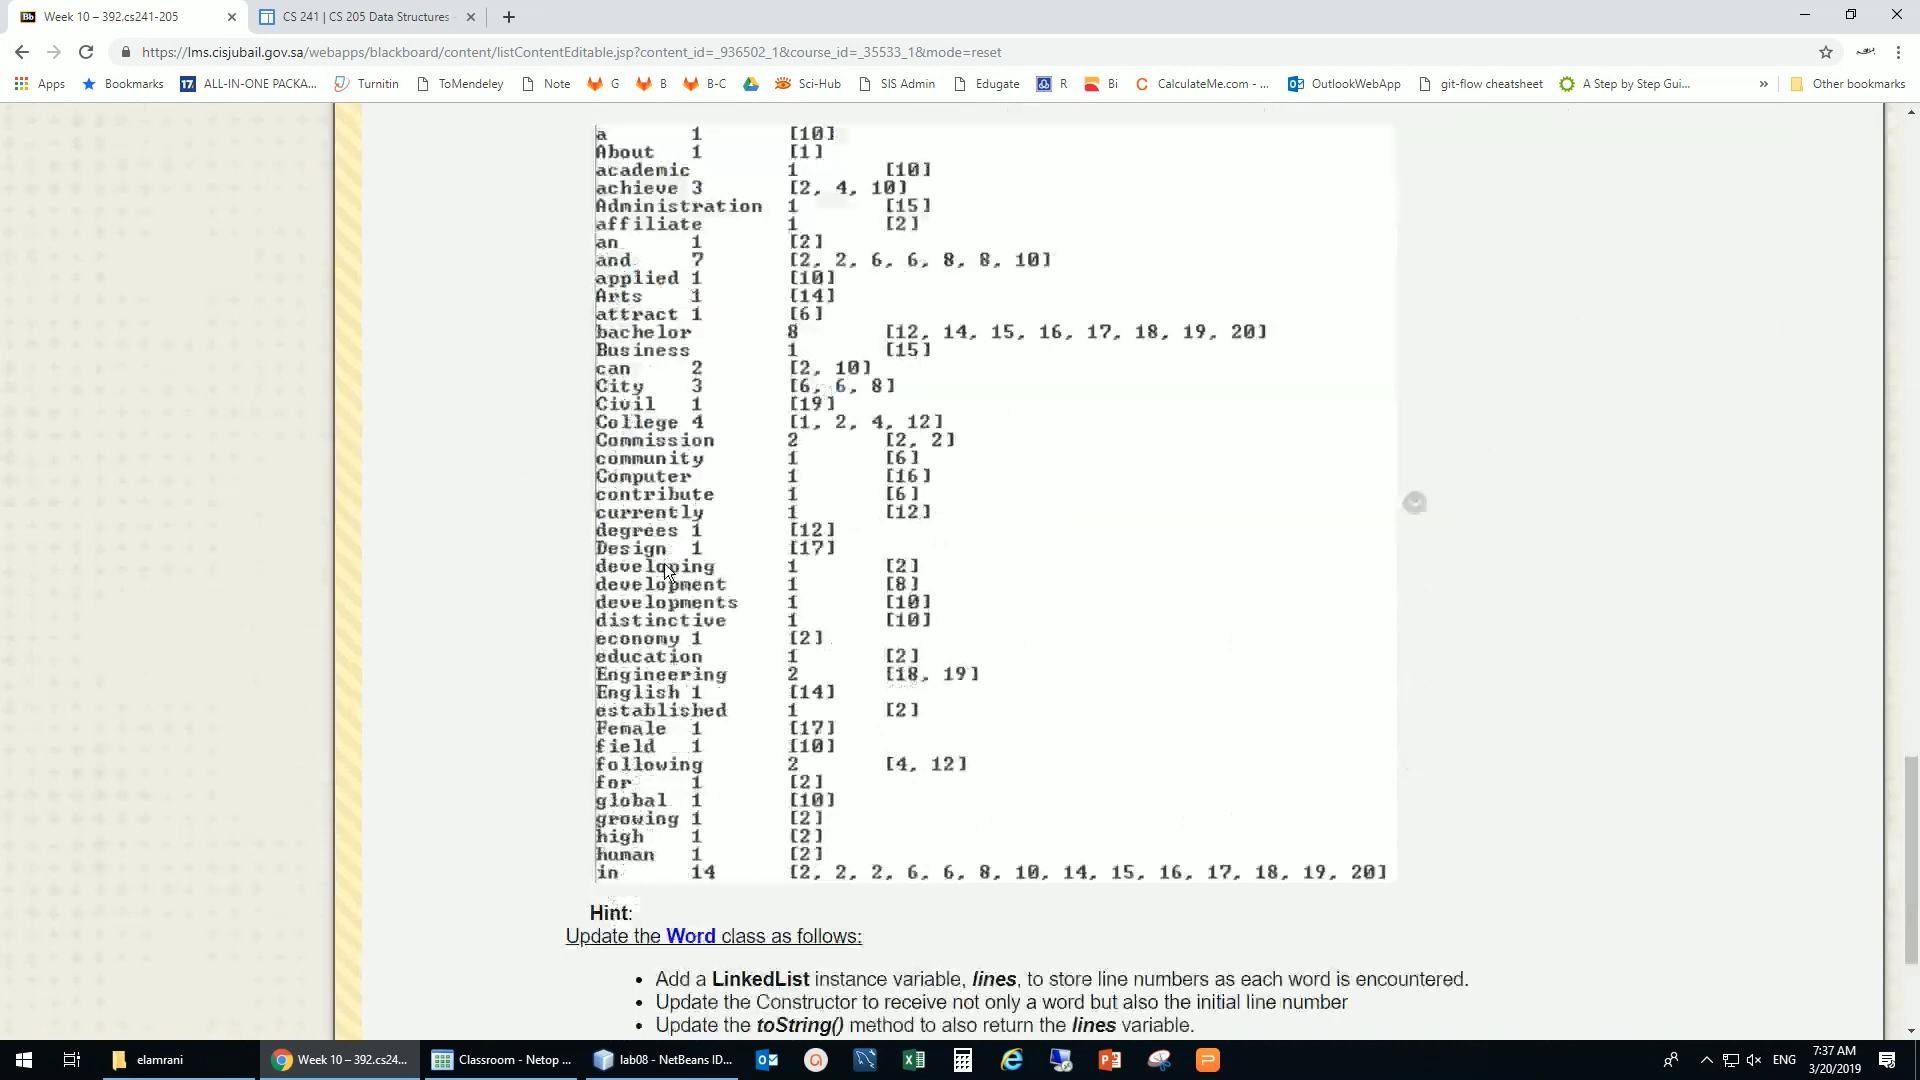 Week 10 – 392.cs241-205
CS 241 | CS 205 Data Structures
https://lms.cisjubail.gov.sa/webapps/blackboard/content/listContentEditable.jsp?content_id=_936502_1&course_id=_35533_1&mode=reset
Apps Bookmarks ALL-IN-ONE PACKA... Turnitin ToMendeley Note G B B-C Sci-Hub SIS Admin Edugate R Bi CalculateMe.com - ... OutlookWebApp git-flow cheatsheet A Step by Step Gui... » Other bookmarks
a 1 [10]
About 1 [1]
academic 1 [10]
achieve 3 [2, 4, 10]
Administration 1 [15]
affiliate 1 [2]
an 1 [2]
and 7 [2, 2, 6, 6, 8, 8, 10]
applied 1 [10]
Arts 1 [14]
attract 1 [6]
bachelor 8 [12, 14, 15, 16, 17, 18, 19, 20]
Business 1 [15]
can 2 [2, 10]
City 3 [6, 6, 8]
Civil 1 [19]
College 4 [1, 2, 4, 12]
Commission 2 [2, 2]
community 1 [6]
Computer 1 [16]
contribute 1 [6]
currently 1 [12]
degrees 1 [12]
Design 1 [17]
developing 1 [2]
development 1 [8]
developments 1 [10]
distinctive 1 [10]
economy 1 [2]
education 1 [2]
Engineering 2 [18, 19]
English 1 [14]
established 1 [2]
Female 1 [17]
field 1 [10]
following 2 [4, 12]
for 1 [2]
global 1 [10]
growing 1 [2]
high 1 [2]
human 1 [2]
in 14 [2, 2, 2, 6, 6, 8, 10, 14, 15, 16, 17, 18, 19, 20]
Hint:
Update the Word class as follows:
• Add a LinkedList instance variable, lines, to store line numbers as each word is encountered.
• Update the Constructor to receive not only a word but also the initial line number
• Update the toString() method to also return the lines variable.
elamrani Week 10 – 392.cs24... Classroom - Netop ... lab08 - NetBeans ID... ENG 7:37 AM
3/20/2019